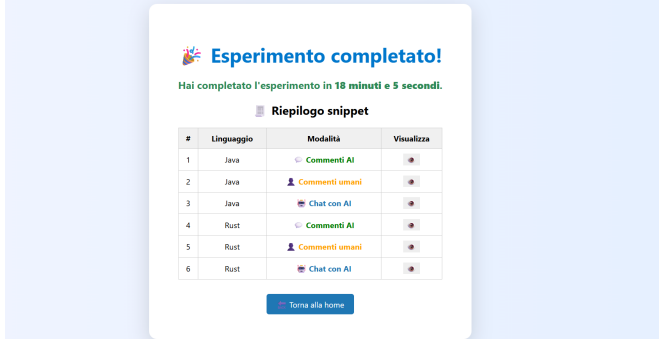 Esperimento completato!
Hai completato l'esperimento in 18 minuti e 5 secondi.
Riepilogo snippet
# Linguaggio Modalità Visualizza
1 Java Commenti AI
2 Java Commenti umani
3 Java Chat con AI
4 Rust Commenti AI
5 Rust Commenti umani
6 Rust Chat con AI
Torna alla home